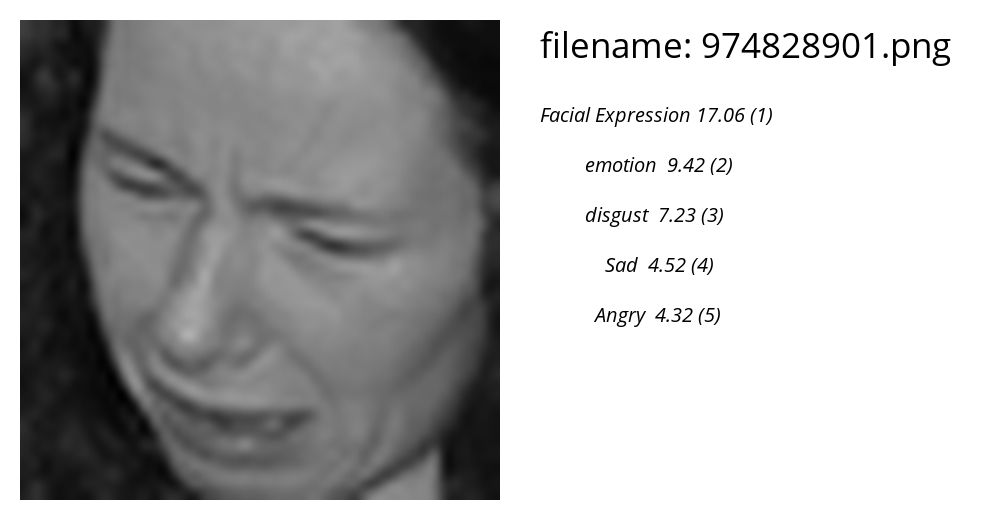 filename: 974828901.png
Facial Expression 17.06 (1)
emotion 9.42 (2)
disgust 7.23 (3)
Sad 4.52 (4)
Angry 4.32 (5)